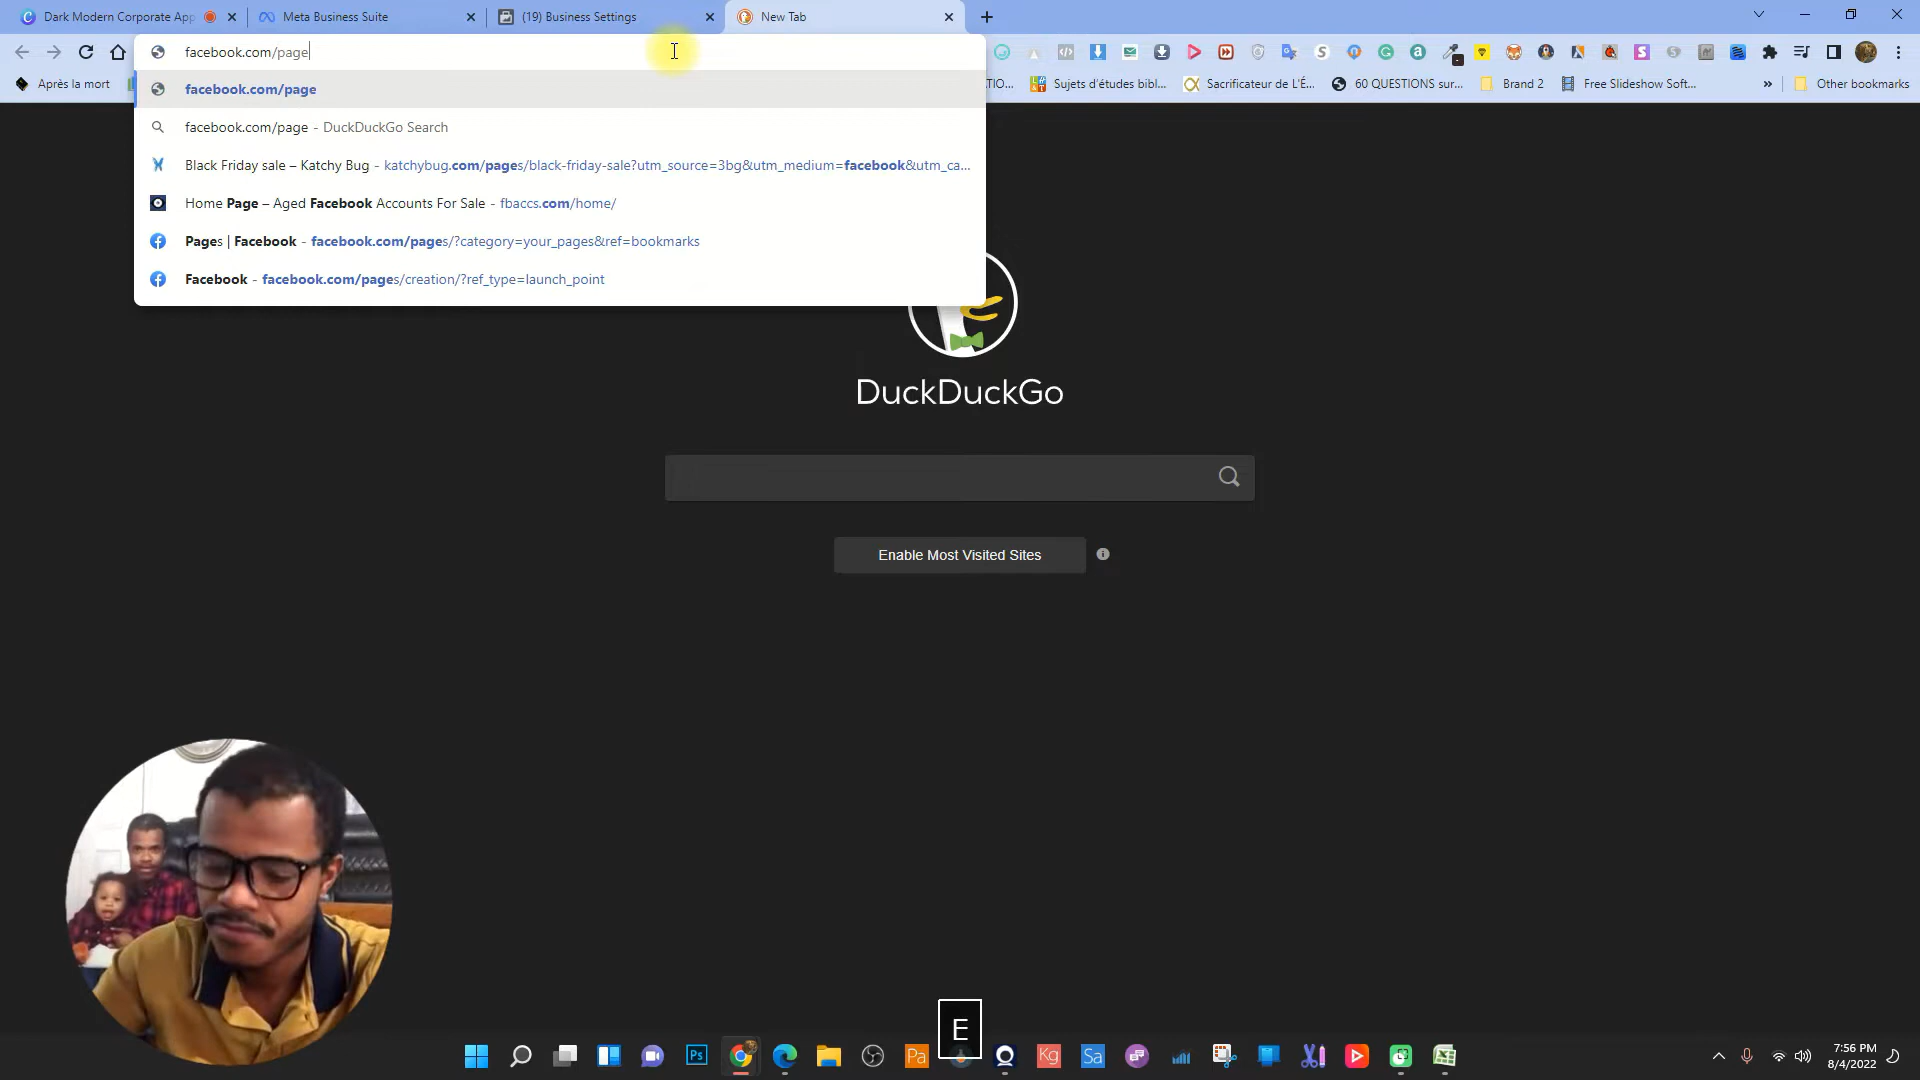 Dark Modern Corporate App
Meta Business Suite
(19) Business Settings
New Tab
facebook.com/page
Après la mort
TIO...
Sujets d'études bibl...
Sacrificateur de L'É...
60 QUESTIONS sur...
Brand 2
Free Slideshow Soft...
»
Other bookmarks
facebook.com/page
facebook.com/page - DuckDuckGo Search
Black Friday sale – Katchy Bug - katchybug.com/pages/black-friday-sale?utm_source=3bg&utm_medium=facebook&utm_ca...
Home Page – Aged Facebook Accounts For Sale - fbaccs.com/home/
Pages | Facebook - facebook.com/pages/?category=your_pages&ref=bookmarks
Facebook - facebook.com/pages/creation/?ref_type=launch_point
DuckDuckGo
Enable Most Visited Sites
E
Ps
Pa
Kg
Sa
7:56 PM
8/4/2022